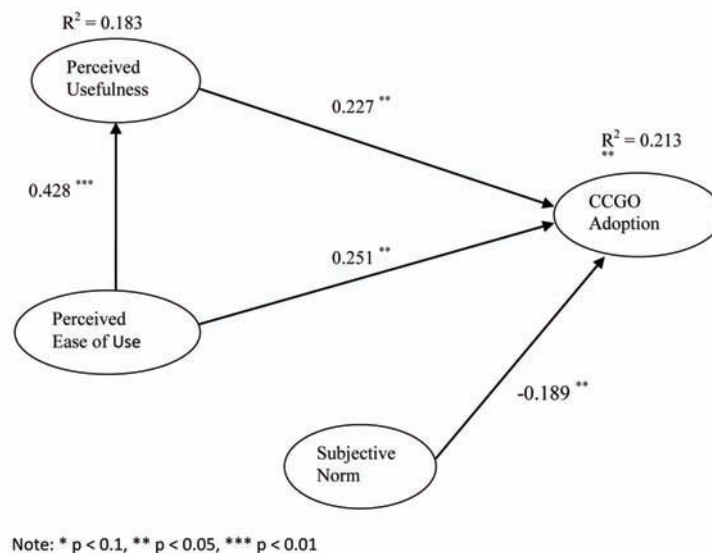 R² = 0.183
Perceived
Usefulness
0.227 **
R² = 0.213
**
CCGO
Adoption
0.428 ***
0.251 **
Perceived
Ease of Use
-0.189 **
Subjective
Norm
Note: * p < 0.1, ** p < 0.05, *** p < 0.01